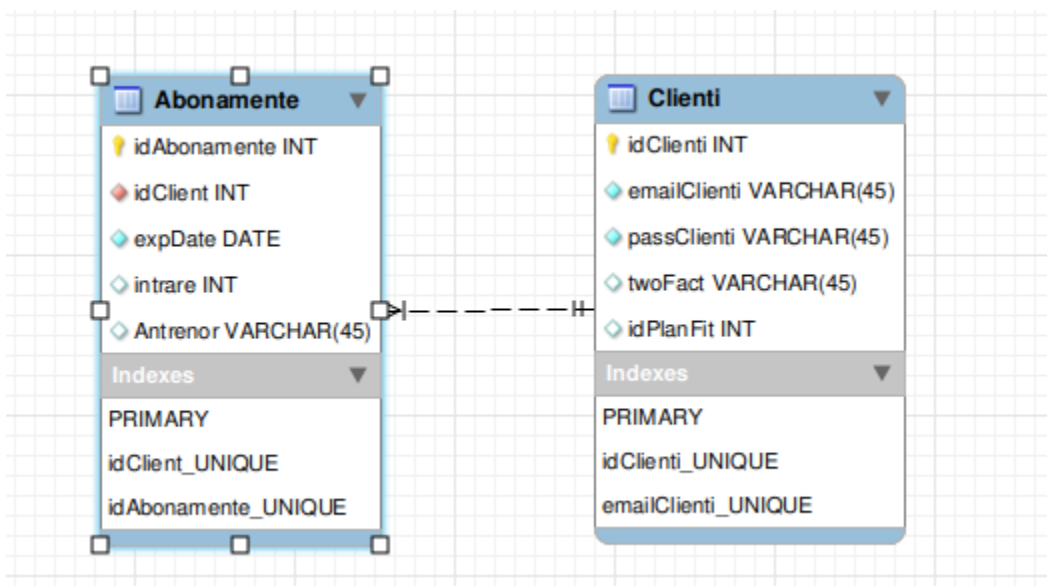 Abonamente
idAbonamente INT
idClient INT
expDate DATE
intrare INT
Antrenor VARCHAR(45)
Indexes
PRIMARY
idClient_UNIQUE
idAbonamente_UNIQUE
Clienti
idClienti INT
emailClienti VARCHAR(45)
passClienti VARCHAR(45)
twoFact VARCHAR(45)
idPlanFit INT
Indexes
PRIMARY
idClienti_UNIQUE
emailClienti_UNIQUE